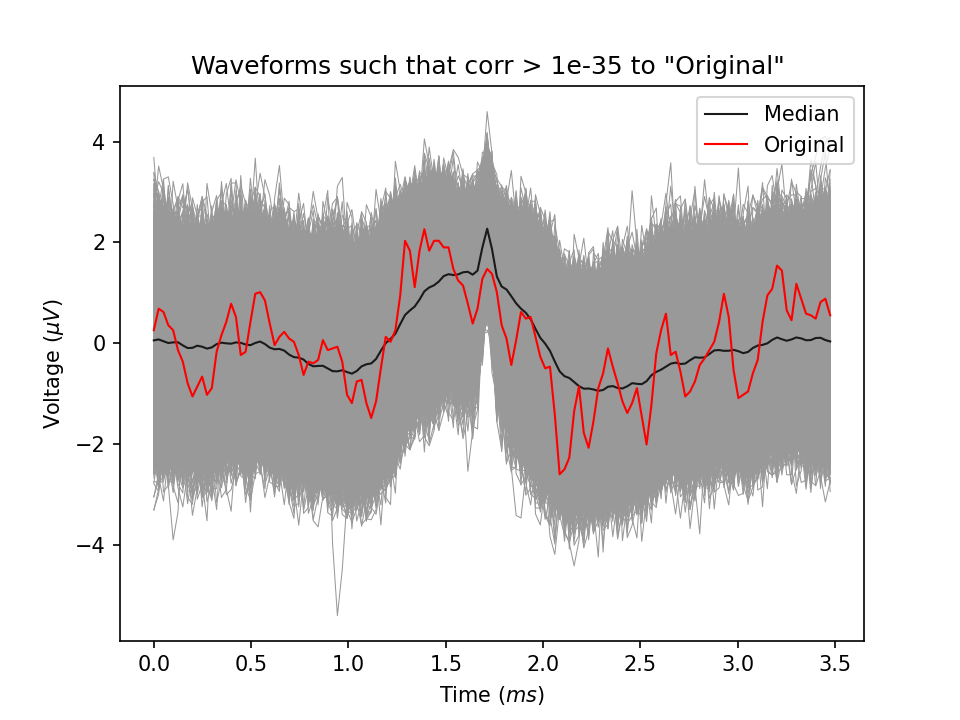 Waveforms such that corr > 1e-35 to "Original"
Median
Original
Voltage (μV)
4
2
0
−2
−4
0.0 0.5 1.0 1.5 2.0 2.5 3.0 3.5
Time (ms)